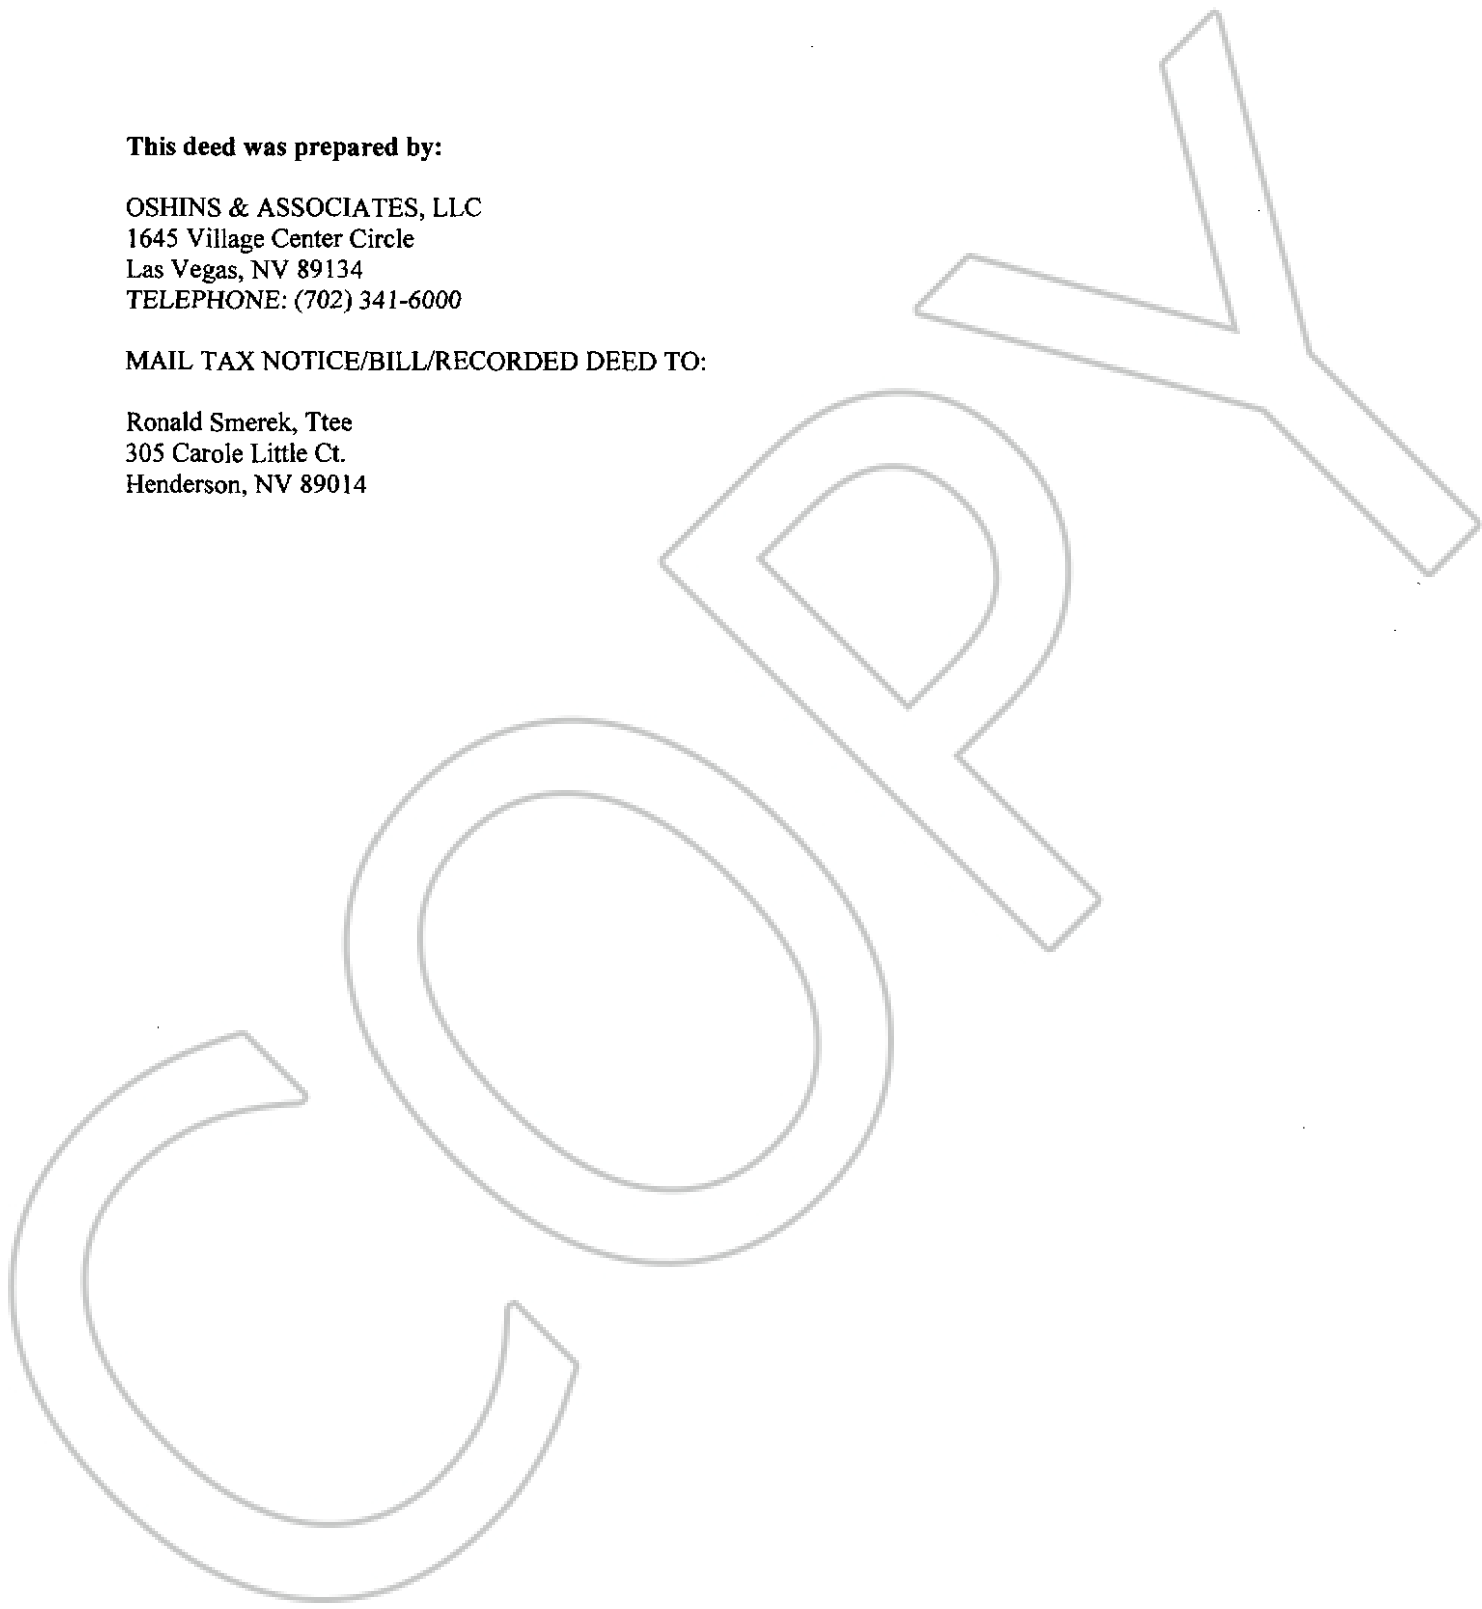 This deed was prepared by:
OSHINS & ASSOCIATES, LLC
1645 Village Center Circle
Las Vegas, NV 89134
TELEPHONE: (702) 341-6000
MAIL TAX NOTICE/BILL/RECORDED DEED TO:
Ronald Smerek, Ttee
305 Carole Little Ct.
Henderson, NV 89014
COPY